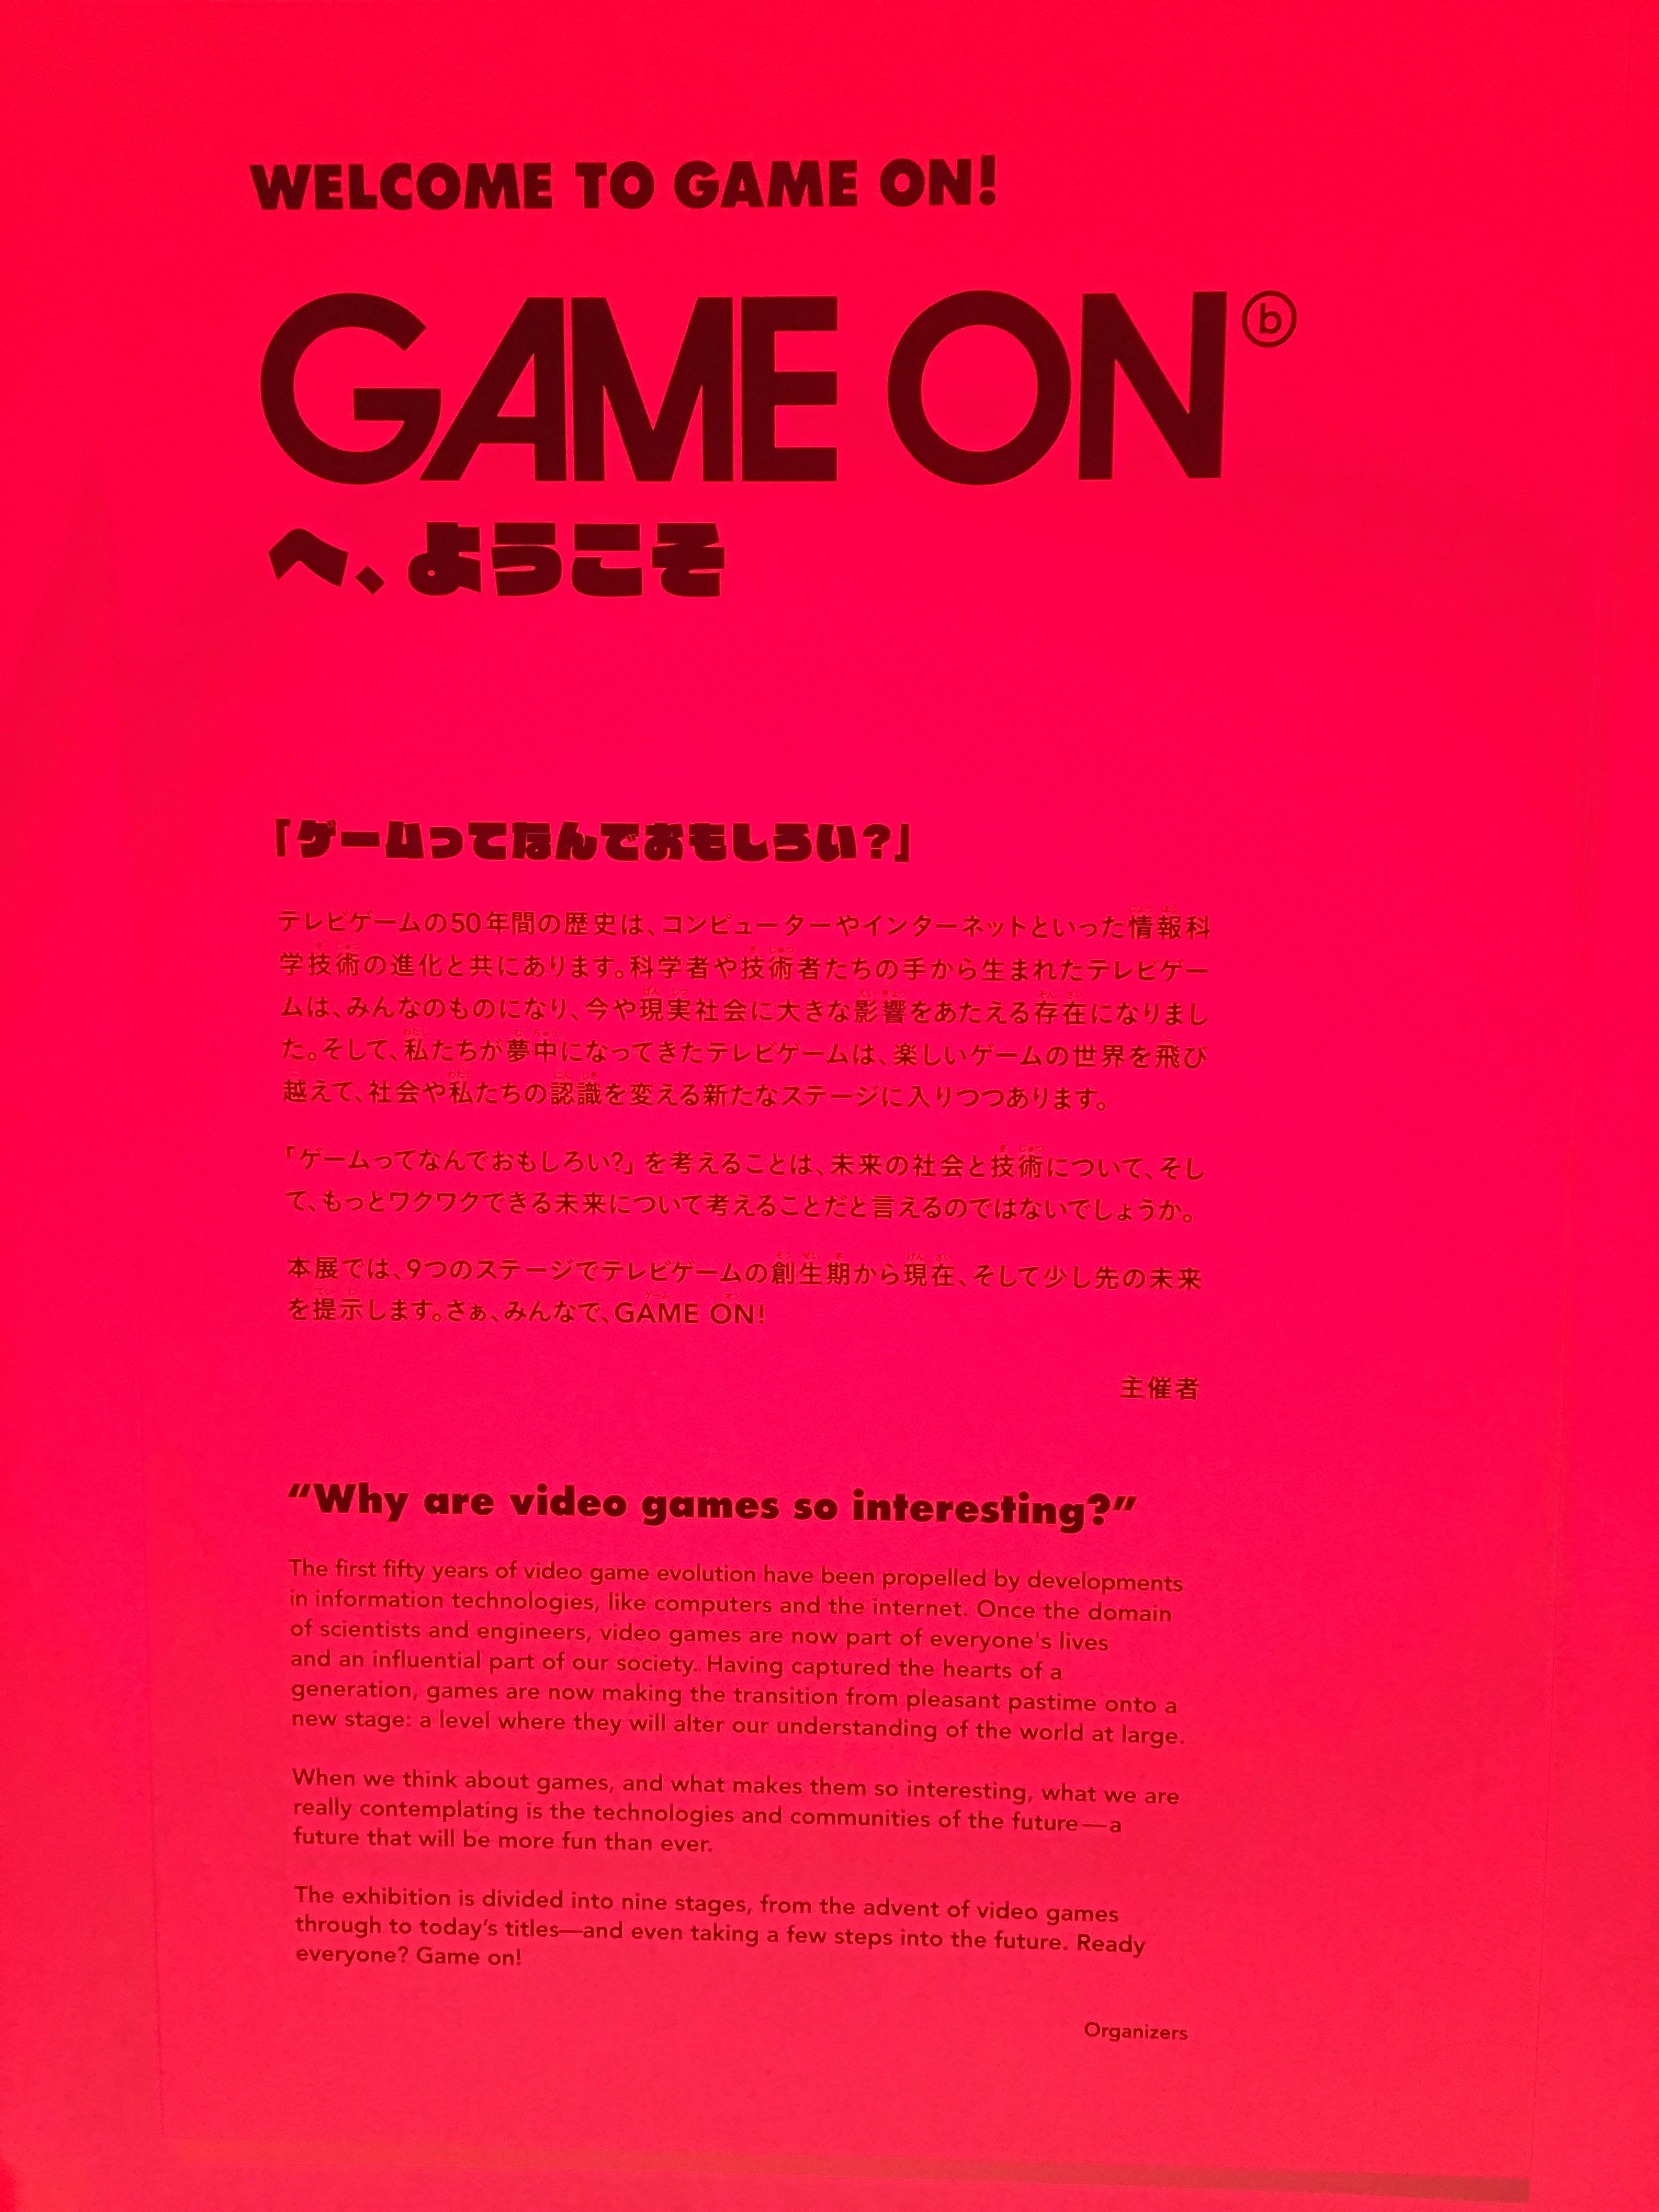 WELCOME TO GAME ON!
GAME ON ⓑ
へ、ようこそ
「ゲームってなんでおもしろい?」
テレビゲームの50年間の歴史は、コンピューターやインターネットといった情報科
学技術の進化と共にあります。科学者や技術者たちの手から生まれたテレビゲー
ムは、みんなのものになり、今や現実社会に大きな影響をあたえる存在になりまし
た。そして、私たちが夢中になってきたテレビゲームは、楽しいゲームの世界を飛び
越えて、社会や私たちの認識を変える新たなステージに入りつつあります。
「ゲームってなんでおもしろい?」を考えることは、未来の社会と技術について、そし
て、もっとワクワクできる未来について考えることだと言えるのではないでしょうか。
本展では、9つのステージでテレビゲームの創生期から現在、そして少し先の未来
を提示します。さぁ、みんなで、GAME ON!
主催者
“Why are video games so interesting?”
The first fifty years of video game evolution have been propelled by developments
in information technologies, like computers and the internet. Once the domain
of scientists and engineers, video games are now part of everyone's lives
and an influential part of our society. Having captured the hearts of a
generation, games are now making the transition from pleasant pastime onto a
new stage: a level where they will alter our understanding of the world at large.
When we think about games, and what makes them so interesting, what we are
really contemplating is the technologies and communities of the future—a
future that will be more fun than ever.
The exhibition is divided into nine stages, from the advent of video games
through to today’s titles—and even taking a few steps into the future. Ready
everyone? Game on!
Organizers